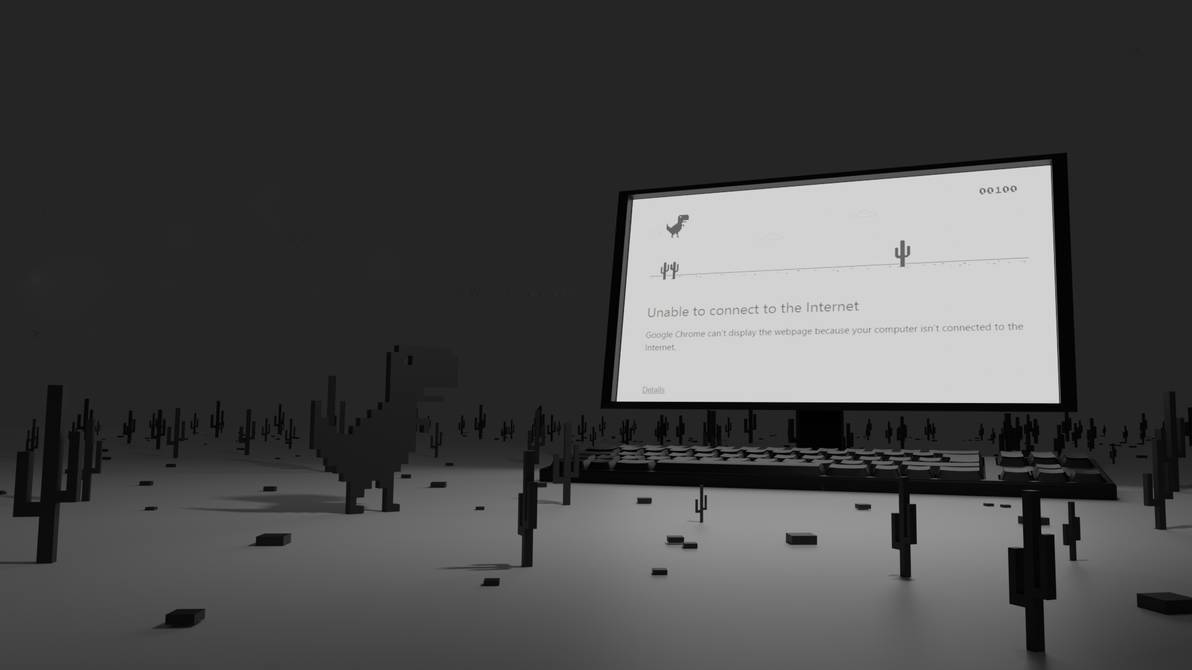 00100
Unable to connect to the Internet
Google Chrome can't display the webpage because your computer isn't connected to the
Internet.
Details